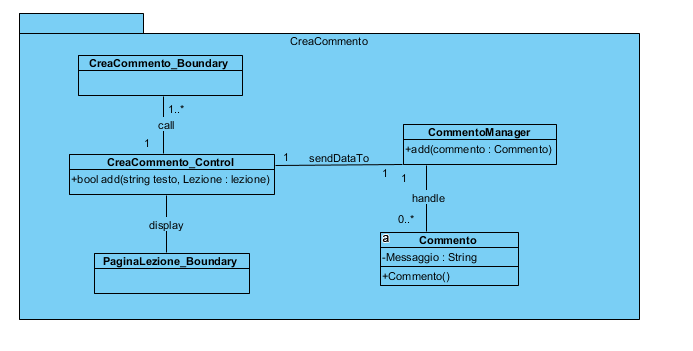 CreaCommento
CreaCommento_Boundary
1..*
call
1
CreaCommento_Control
+bool add(string testo, Lezione : lezione)
1
sendDataTo
1
CommentoManager
+add(commento : Commento)
1
handle
0..*
display
PaginaLezione_Boundary
a
Commento
-Messaggio : String
+Commento()